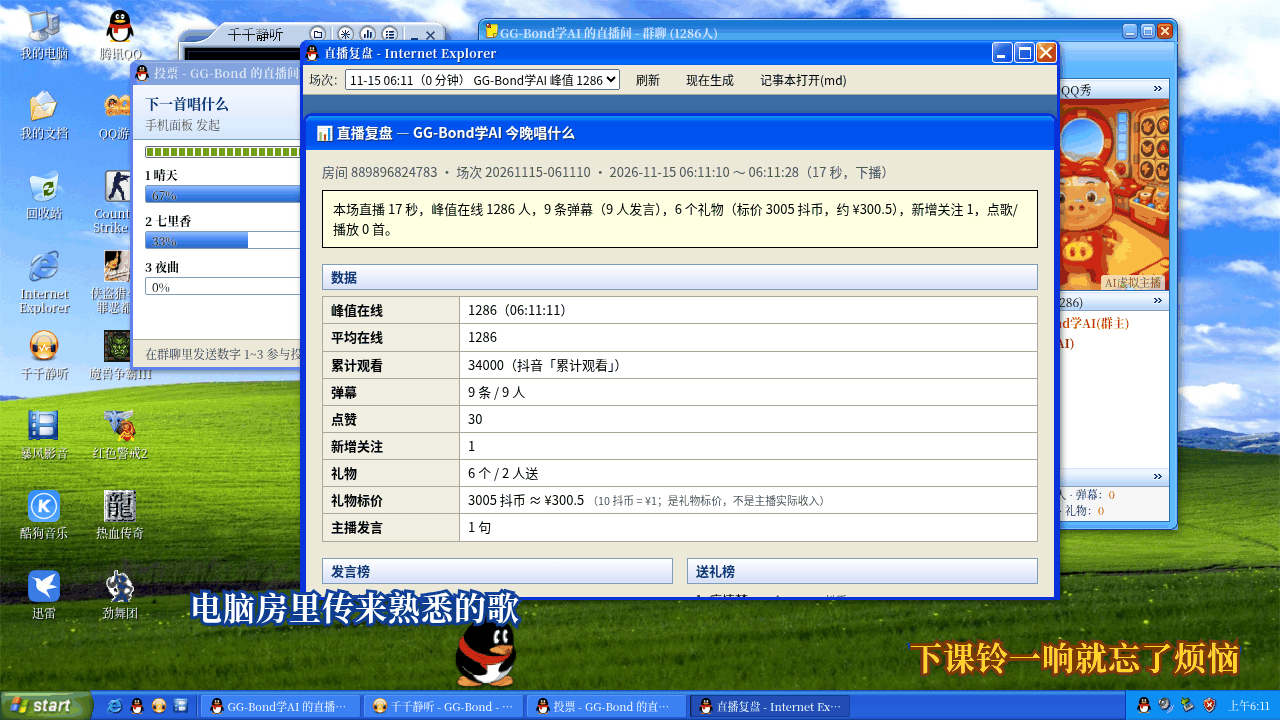 我的电脑
腾讯QQ
我的文档
回收站
Internet
Explorer
千千静听
暴风影音
红色警戒2
酷狗音乐
热血传奇
迅雷
劲舞团
魔兽争霸III
QQ游
Count
Strike
千千静听
GG-Bond学AI 的直播间 - 群聊 (1286人)
投票 - GG-Bond 的直播间
下一首唱什么
手机面板 发起
1 晴天
67%
2 七里香
33%
3 夜曲
0%
在群聊里发送数字 1~3 参与投
直播复盘 - Internet Explorer
场次: 11-15 06:11（0 分钟） GG-Bond学AI 峰值 1286 刷新 现在生成 记事本打开(md)
📊 直播复盘 — GG-Bond学AI 今晚唱什么
房间 889896824783 · 场次 20261115-061110 · 2026-11-15 06:11:10 ～ 06:11:28（17 秒，下播）
本场直播 17 秒，峰值在线 1286 人，9 条弹幕（9 人发言），6 个礼物（标价 3005 抖币，约 ¥300.5），新增关注 1，点歌/
播放 0 首。
数据
峰值在线 1286（06:11:11）
平均在线 1286
累计观看 34000（抖音「累计观看」）
弹幕 9 条 / 9 人
点赞 30
新增关注 1
礼物 6 个 / 2 人送
礼物标价 3005 抖币 ≈ ¥300.5 （10 抖币 = ¥1；是礼物标价，不是主播实际收入）
主播发言 1 句
发言榜 送礼榜
QQ秀
AI虚拟主播
286)
d学AI(群主)
AI)
人 · 弹幕: 0
· 礼物: 0
电脑房里传来熟悉的歌
下课铃一响就忘了烦恼
start
GG-Bond学AI 的直播…
千千静听 - GG-Bond - …
投票 - GG-Bond 的直…
直播复盘 - Internet Ex…
上午6:11